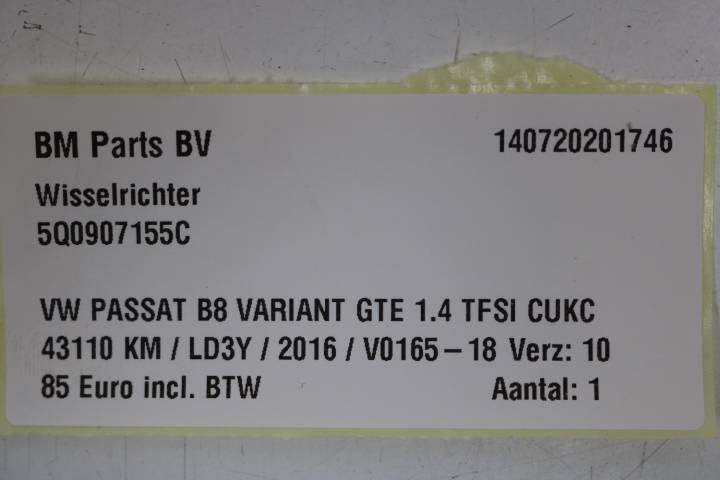 BM Parts BV 140720201746
Wisselrichter
5Q0907155C
VW PASSAT B8 VARIANT GTE 1.4 TFSI CUKC
43110 KM / LD3Y / 2016 / V0165–18 Verz: 10
85 Euro incl. BTW Aantal: 1